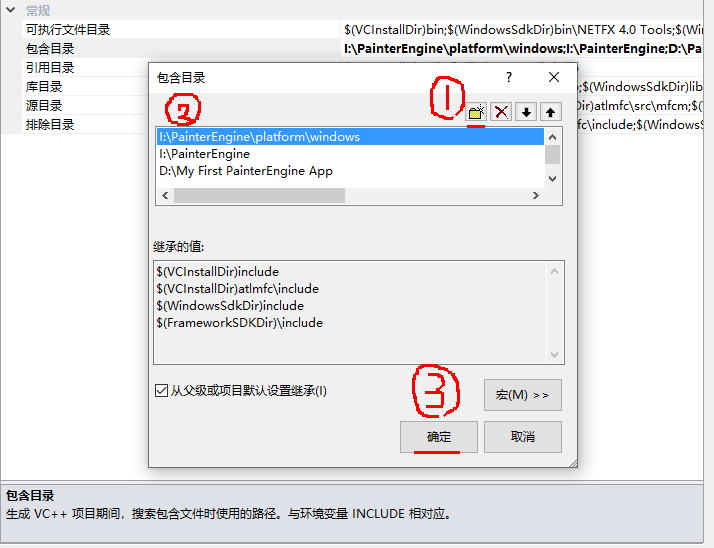 常规
可执行文件目录 $(VCInstallDir)bin;$(WindowsSdkDir)bin\NETFX 4.0 Tools;$(Wi
包含目录 I:\PainterEngine\platform\windows;I:\PainterEngine;D:\Pa
引用目录
库目录 ;$(WindowsSdkDir)lib
源目录 Dir)atlmfc\src\mfcm;$(V
排除目录 fc\include;$(WindowsS
包含目录
? ×
① ②
I:\PainterEngine\platform\windows
I:\PainterEngine
D:\My First PainterEngine App
继承的值:
$(VCInstallDir)include
$(VCInstallDir)atlmfc\include
$(WindowsSdkDir)include
$(FrameworkSDKDir)\include
从父级或项目默认设置继承(I)
③
宏(M) >>
确定 取消
包含目录
生成 VC++ 项目期间，搜索包含文件时使用的路径。与环境变量 INCLUDE 相对应。